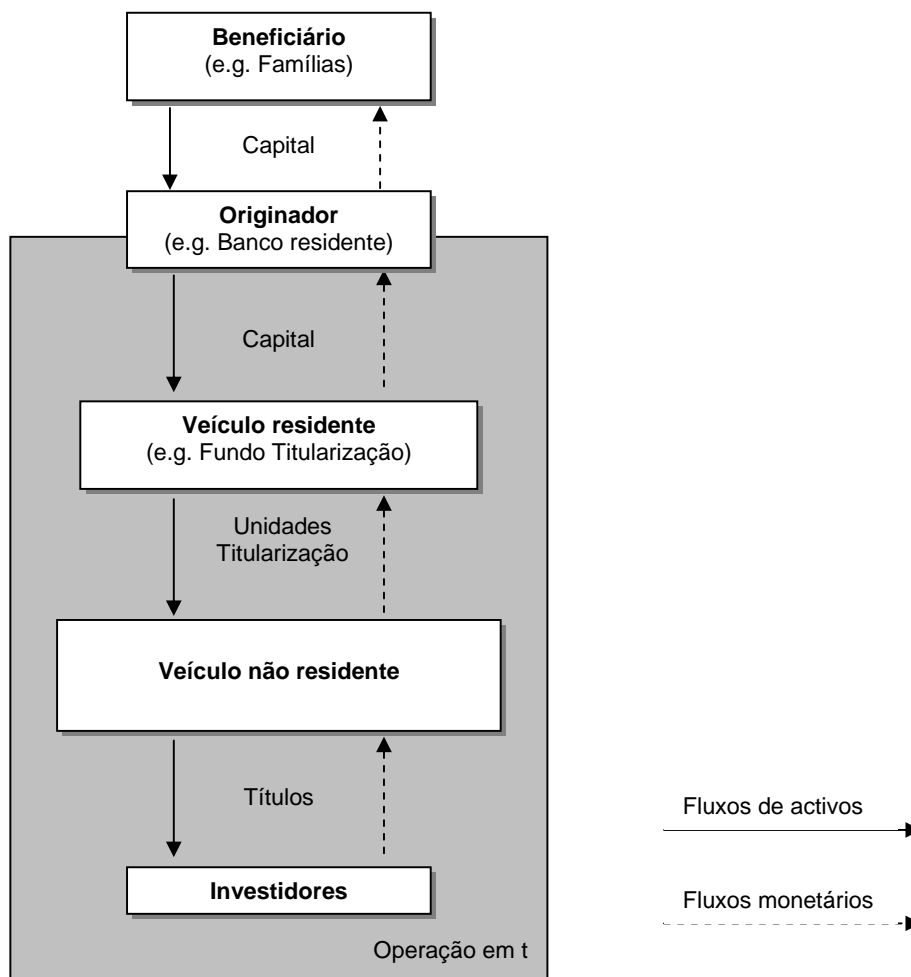 Beneficiário
(e.g. Famílias)
Capital
Originador
(e.g. Banco residente)
Capital
Veículo residente
(e.g. Fundo Titularização)
Unidades
Titularização
Veículo não residente
Títulos
Investidores
Operação em t
Fluxos de activos
Fluxos monetários